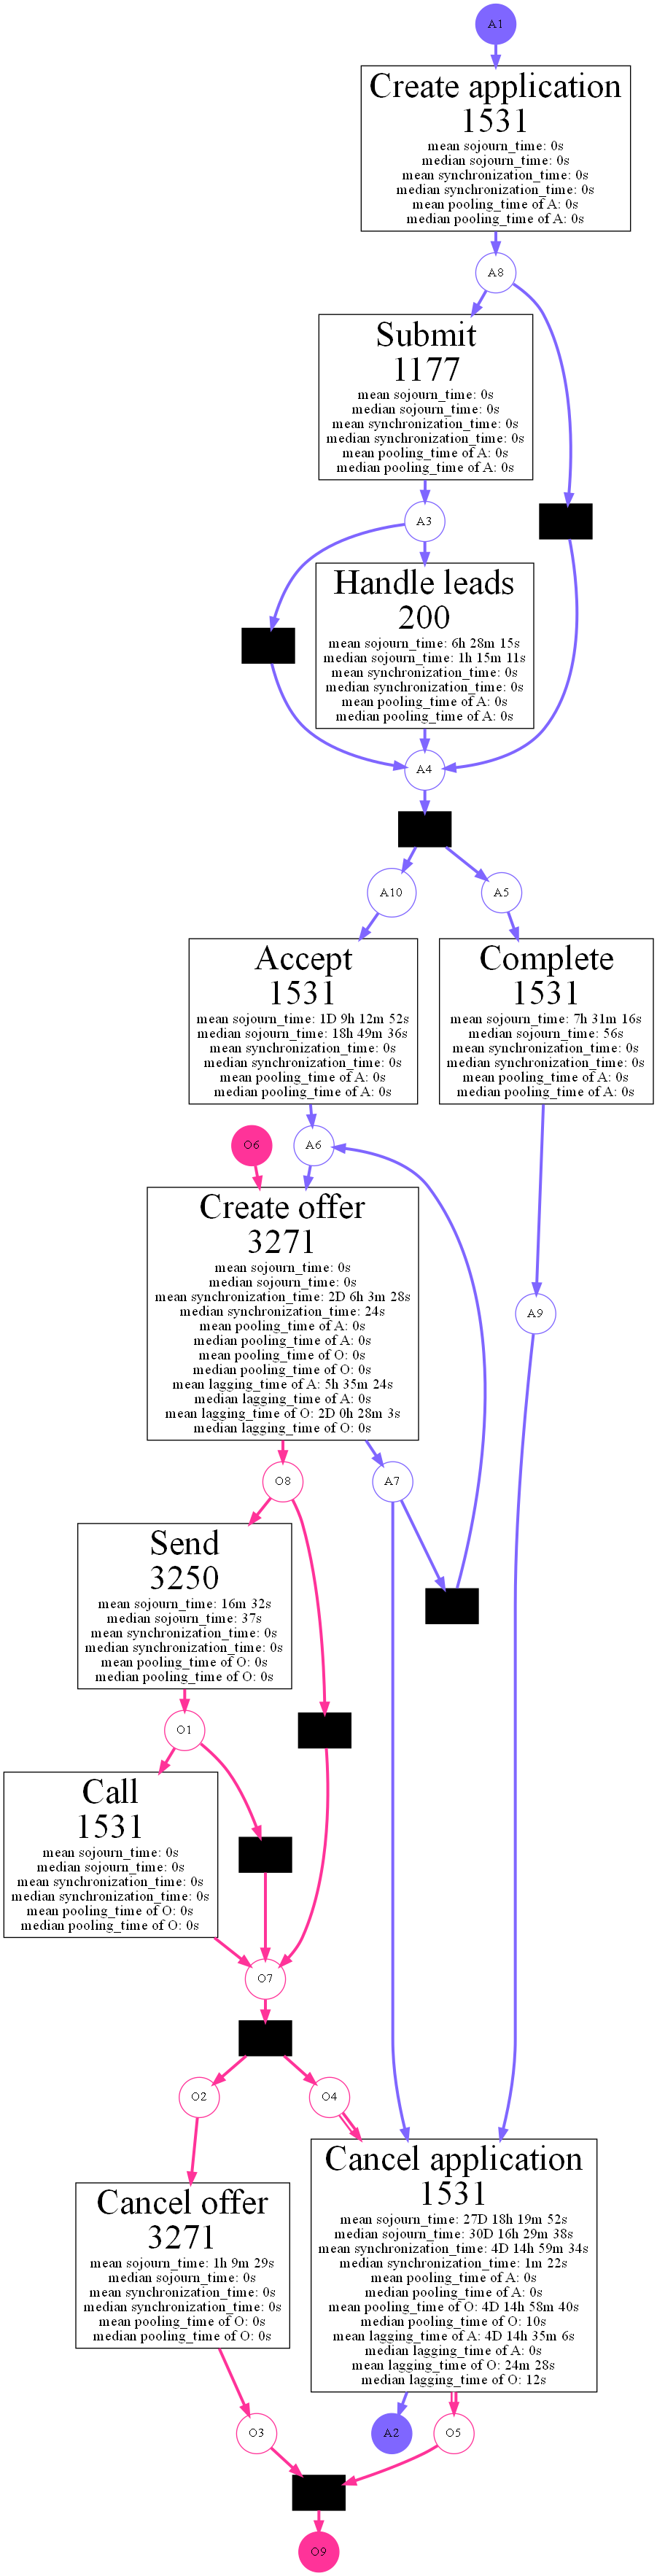 A1
Create application
1531
mean sojourn_time: 0s
median sojourn_time: 0s
mean synchronization_time: 0s
median synchronization_time: 0s
mean pooling_time of A: 0s
median pooling_time of A: 0s
A8
Submit
1177
mean sojourn_time: 0s
median sojourn_time: 0s
mean synchronization_time: 0s
median synchronization_time: 0s
mean pooling_time of A: 0s
median pooling_time of A: 0s
A3
Handle leads
200
mean sojourn_time: 6h 28m 15s
median sojourn_time: 1h 15m 11s
mean synchronization_time: 0s
median synchronization_time: 0s
mean pooling_time of A: 0s
median pooling_time of A: 0s
A4
A10
A5
Accept
1531
mean sojourn_time: 1D 9h 12m 52s
median sojourn_time: 18h 49m 36s
mean synchronization_time: 0s
median synchronization_time: 0s
mean pooling_time of A: 0s
median pooling_time of A: 0s
Complete
1531
mean sojourn_time: 7h 31m 16s
median sojourn_time: 56s
mean synchronization_time: 0s
median synchronization_time: 0s
mean pooling_time of A: 0s
median pooling_time of A: 0s
O6
A6
Create offer
3271
mean sojourn_time: 0s
median sojourn_time: 0s
mean synchronization_time: 2D 6h 3m 28s
median synchronization_time: 24s
mean pooling_time of A: 0s
median pooling_time of A: 0s
mean pooling_time of O: 0s
median pooling_time of O: 0s
mean lagging_time of A: 5h 35m 24s
median lagging_time of A: 0s
mean lagging_time of O: 2D 0h 28m 3s
median lagging_time of O: 0s
A9
O8
A7
Send
3250
mean sojourn_time: 16m 32s
median sojourn_time: 37s
mean synchronization_time: 0s
median synchronization_time: 0s
mean pooling_time of O: 0s
median pooling_time of O: 0s
O1
Call
1531
mean sojourn_time: 0s
median sojourn_time: 0s
mean synchronization_time: 0s
median synchronization_time: 0s
mean pooling_time of O: 0s
median pooling_time of O: 0s
O7
O2
O4
Cancel offer
3271
mean sojourn_time: 1h 9m 29s
median sojourn_time: 0s
mean synchronization_time: 0s
median synchronization_time: 0s
mean pooling_time of O: 0s
median pooling_time of O: 0s
Cancel application
1531
mean sojourn_time: 27D 18h 19m 52s
median sojourn_time: 30D 16h 29m 38s
mean synchronization_time: 4D 14h 59m 34s
median synchronization_time: 1m 22s
mean pooling_time of A: 0s
median pooling_time of A: 0s
mean pooling_time of O: 4D 14h 58m 40s
median pooling_time of O: 10s
mean lagging_time of A: 4D 14h 35m 6s
median lagging_time of A: 0s
mean lagging_time of O: 24m 28s
median lagging_time of O: 12s
O3
A2
O5
O9